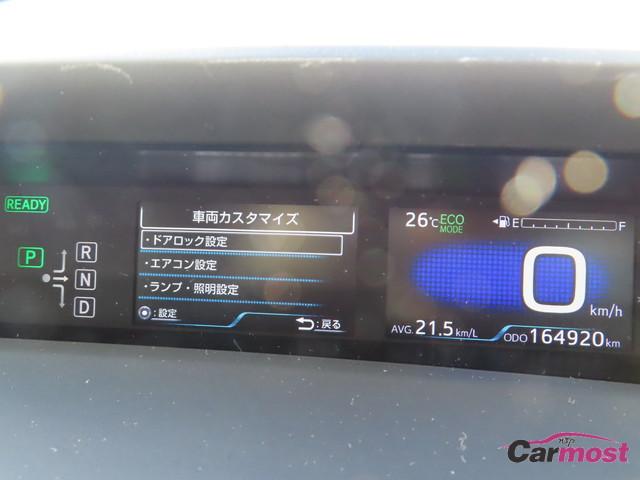 READY
P
R
N
D
車両カスタマイズ
・ドアロック設定
・エアコン設定
・ランプ・照明設定
:設定
:戻る
26℃ ECO MODE
E F
0 km/h
AVG. 21.5 km/L
ODO 164920 km
nsp
Carmost